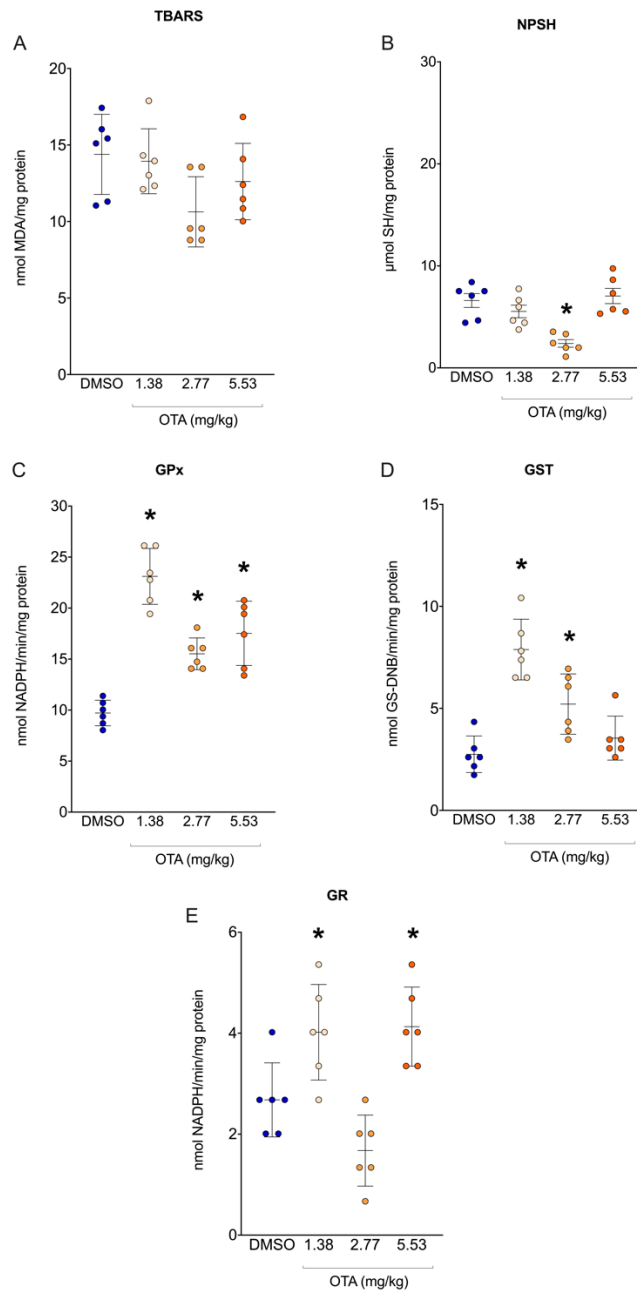 TBARS
A
nmol MDA/mg protein
20
15
10
5
0
DMSO 1.38 2.77 5.53
OTA (mg/kg)
NPSH
B
μmol SH/mg protein
30
20
10
0
*
DMSO 1.38 2.77 5.53
OTA (mg/kg)
GPx
C
nmol NADPH/min/mg protein
30
25
20
15
10
5
0
* * *
DMSO 1.38 2.77 5.53
OTA (mg/kg)
GST
D
nmol GS-DNB/min/mg protein
15
10
5
0
* *
DMSO 1.38 2.77 5.53
OTA (mg/kg)
GR
E
nmol NADPH/min/mg protein
6
4
2
0
* *
DMSO 1.38 2.77 5.53
OTA (mg/kg)